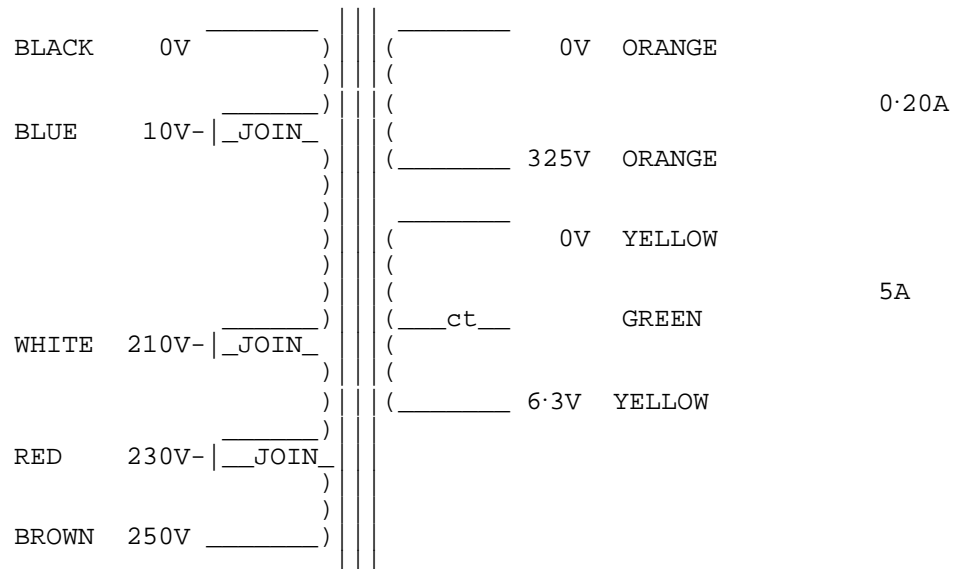 BLACK 0V 0V ORANGE
0·20A
BLUE 10V- JOIN
325V ORANGE
0V YELLOW
5A
ct GREEN
WHITE 210V- JOIN
6·3V YELLOW
RED 230V- JOIN
BROWN 250V